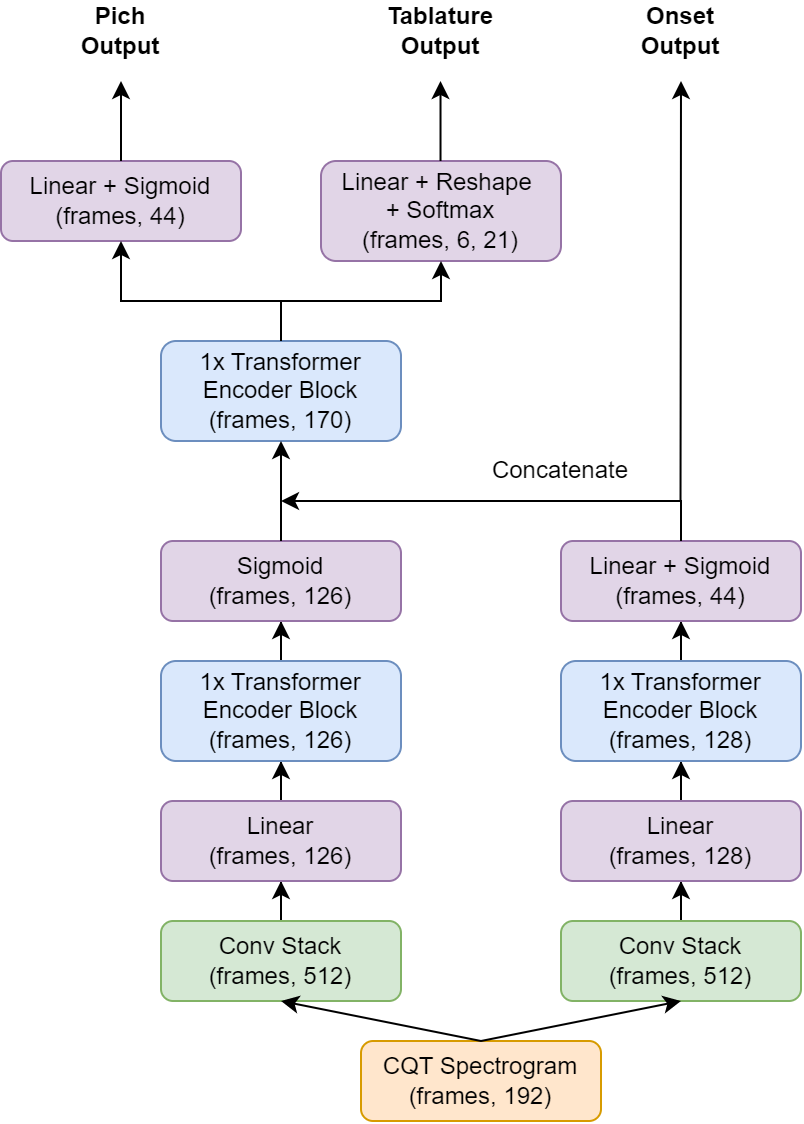 Pich
Output
Tablature
Output
Onset
Output
Linear + Sigmoid
(frames, 44)
Linear + Reshape
+ Softmax
(frames, 6, 21)
1x Transformer
Encoder Block
(frames, 170)
Concatenate
Sigmoid
(frames, 126)
Linear + Sigmoid
(frames, 44)
1x Transformer
Encoder Block
(frames, 126)
1x Transformer
Encoder Block
(frames, 128)
Linear
(frames, 126)
Linear
(frames, 128)
Conv Stack
(frames, 512)
Conv Stack
(frames, 512)
CQT Spectrogram
(frames, 192)